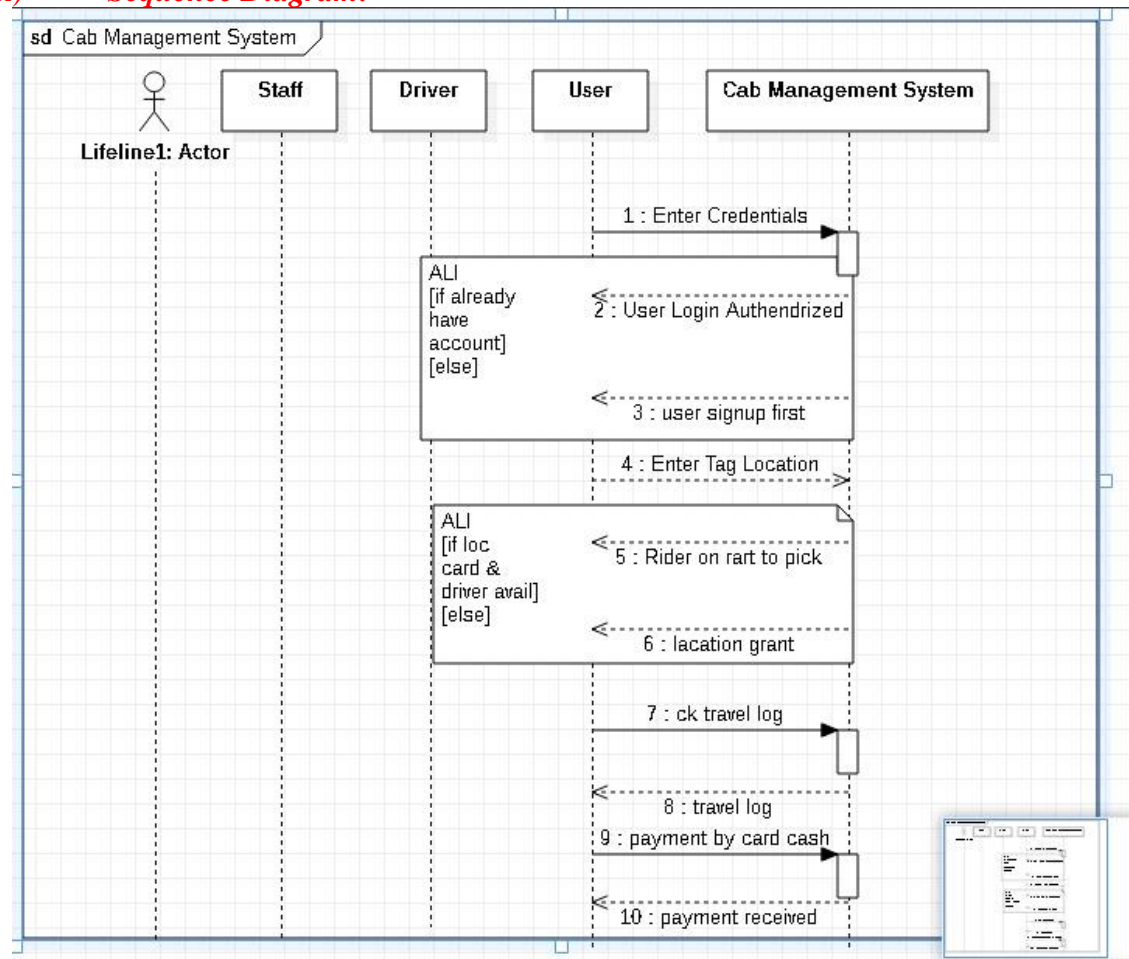 Sequence Diagram:
sd Cab Management System
Staff
Driver
User
Cab Management System
Lifeline1: Actor
1 : Enter Credentials
ALI
[if already
have
account]
[else]
2 : User Login Authendrized
3 : user signup first
4 : Enter Tag Location
ALI
[if loc
card &
driver avail]
[else]
5 : Rider on rart to pick
6 : lacation grant
7 : ck travel log
8 : travel log
9 : payment by card cash
10 : payment received